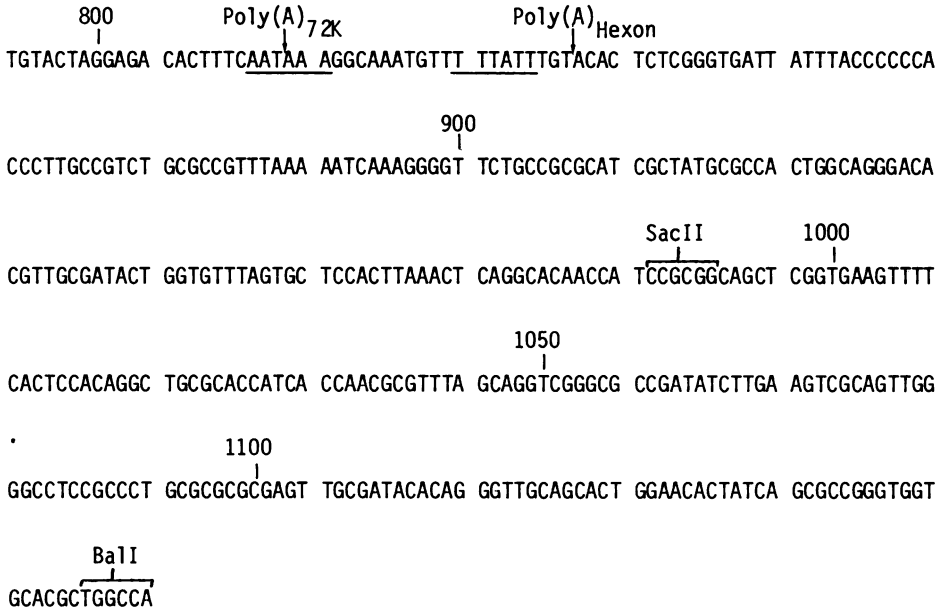 800 Poly(A)72K Poly(A)Hexon
TGTACTAGGAGA CACTTTCAATAA AGGCAAATGTTT TTATTTGTACAC TCTCGGGTGATT ATTTACCCCCCA
900
CCCTTGCCGTCT GCGCCGTTTAAA AATCAAAGGGGT TCTGCCGCGCAT CGCTATGCGCCA CTGGCAGGGACA
SacII 1000
CGTTGCGATACT GGTGTTTAGTGC TCCACTTAAACT CAGGCACAACCA TCCGCGGCAGCT CGGTGAAGTTTT
1050
CACTCCACAGGC TGCGCACCATCA CCAACGCGTTTA GCAGGTCGGGCG CCGATATCTTGA AGTCGCAGTTGG
1100
GGCCTCCGCCCT GCGCGCGCGAGT TGCGATACACAG GGTTGCAGCACT GGAACACTATCA GCGCCGGGTGGT
BalI
GCACGCTGGCCA